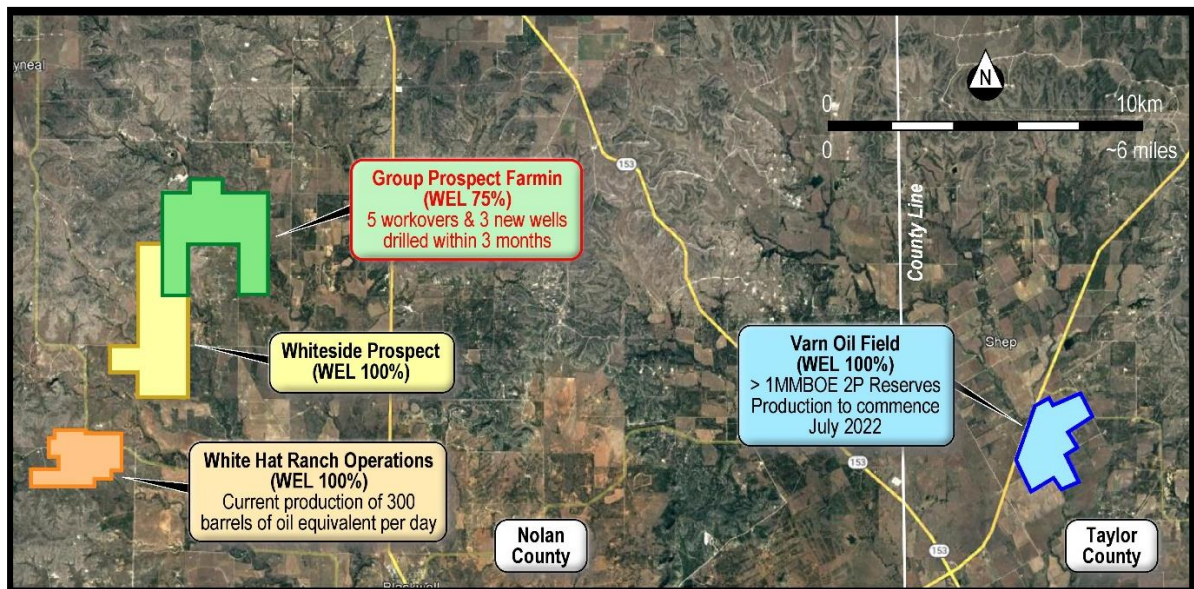 yneal
N
0
10km
0
~6 miles
153
Group Prospect Farmin
(WEL 75%)
5 workovers & 3 new wells
drilled within 3 months
County Line
Whiteside Prospect
(WEL 100%)
Varn Oil Field
(WEL 100%)
> 1MMBOE 2P Reserves
Production to commence
July 2022
Shep
White Hat Ranch Operations
(WEL 100%)
Current production of 300
barrels of oil equivalent per day
153
Nolan
County
153
Taylor
County